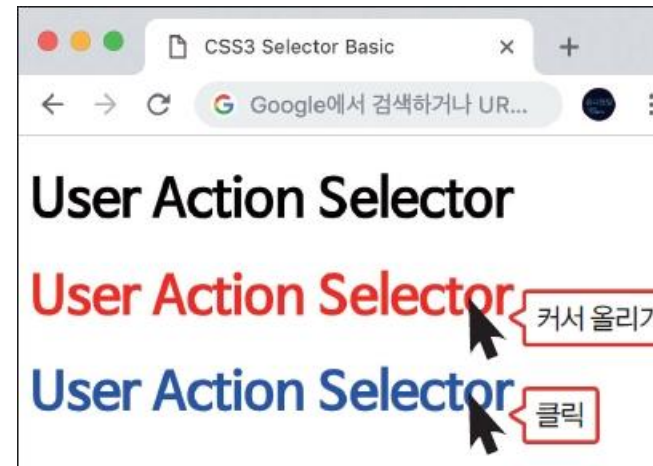 CSS3 Selector Basic
Google에서 검색하거나 UR...
User Action Selector
User Action Selector
커서 올리기
User Action Selector
클릭